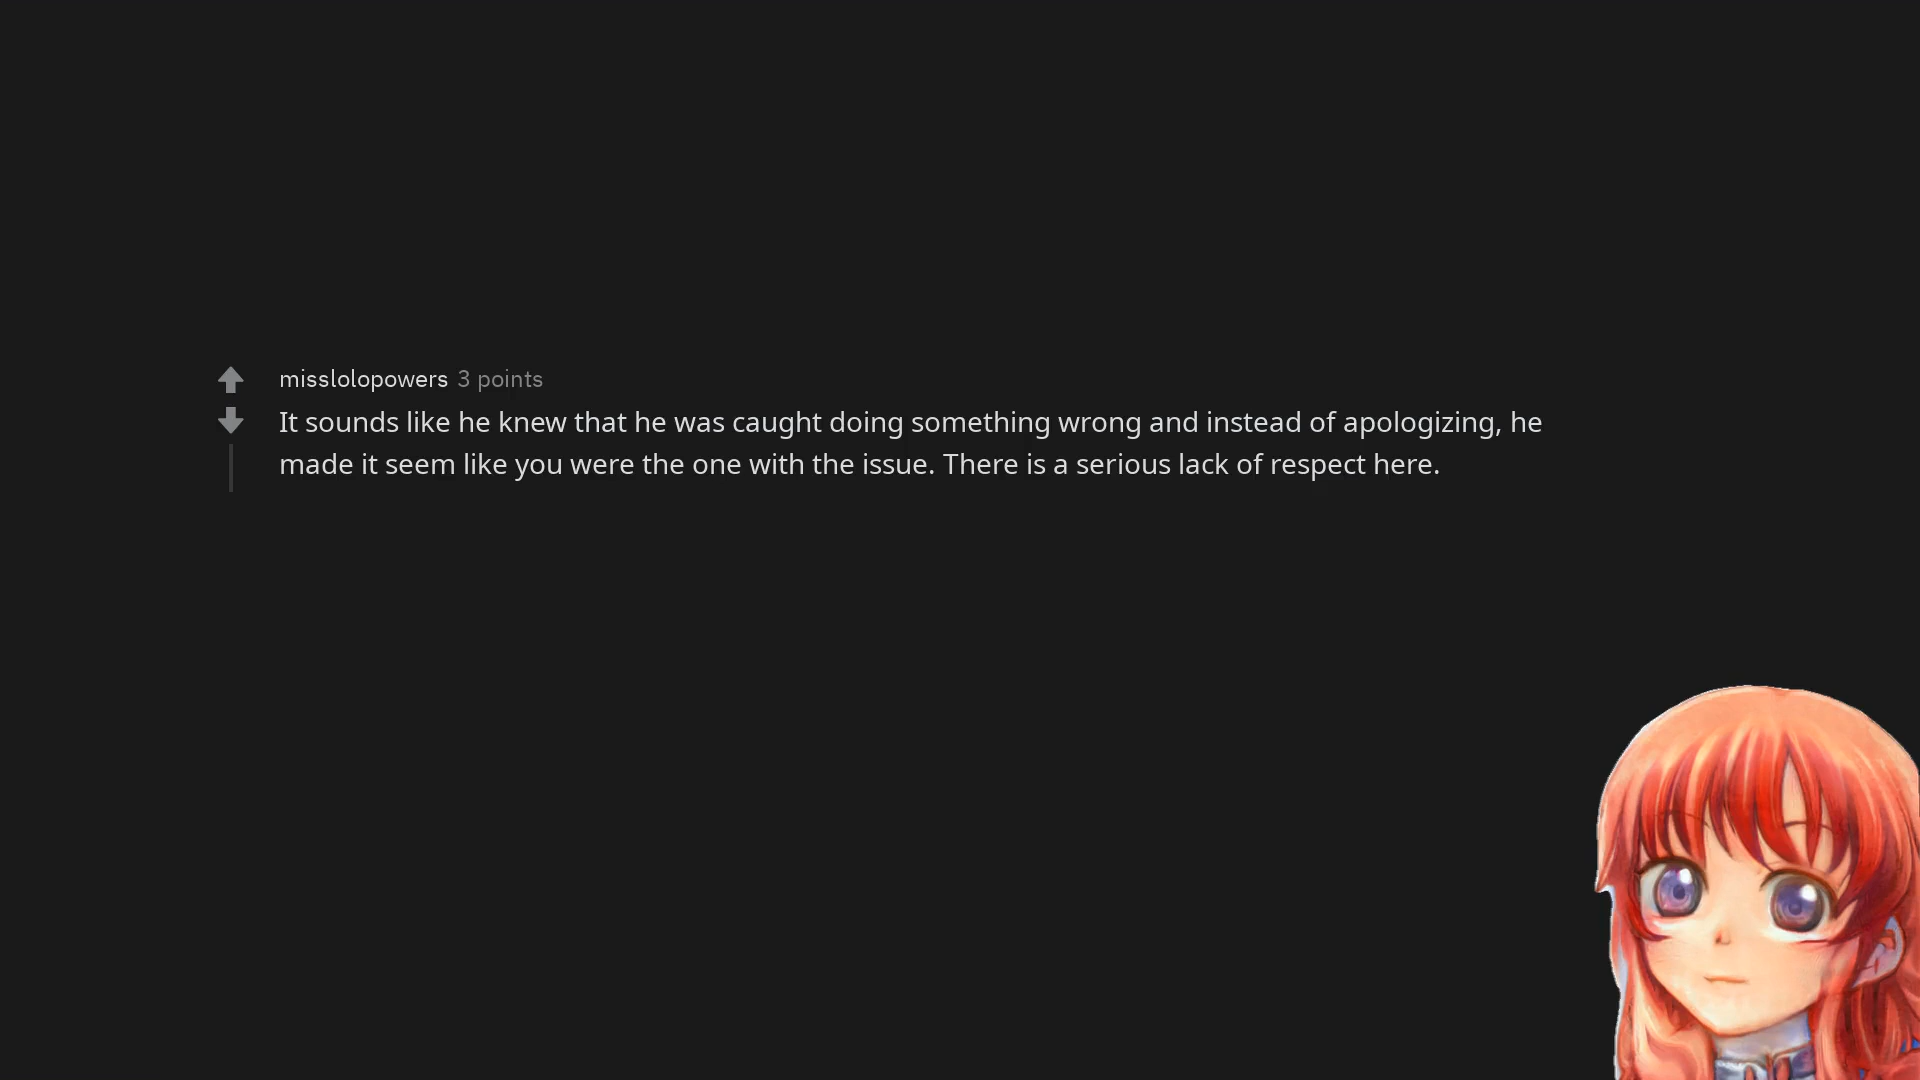 misslolopowers 3 points
It sounds like he knew that he was caught doing something wrong and instead of apologizing, he
made it seem like you were the one with the issue. There is a serious lack of respect here.